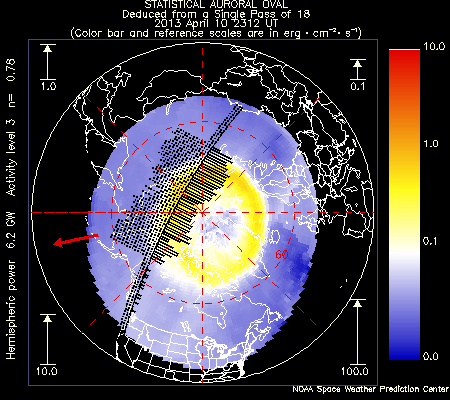 STATISTICAL AURORAL OVAL
Deduced from a Single Pass of 18
2013 April 10 2312 UT
(Color bar and reference scales are in erg · cm⁻² · s⁻¹)
Hemispheric power 6.2 GW Activity level 3 n= 0.78
1.0
0.1
60
10.0
100.0
10.0
1.0
0.1
0.0
NOAA Space Weather Prediction Center